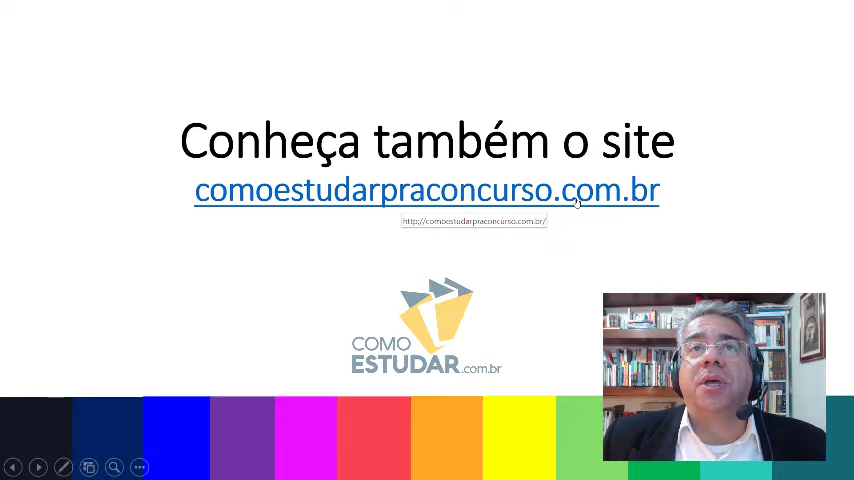 Conheça também o site
comoestudarpraconcurso.com.br
http://comoestudarpraconcurso.com.br/
COMO
ESTUDAR.com.br